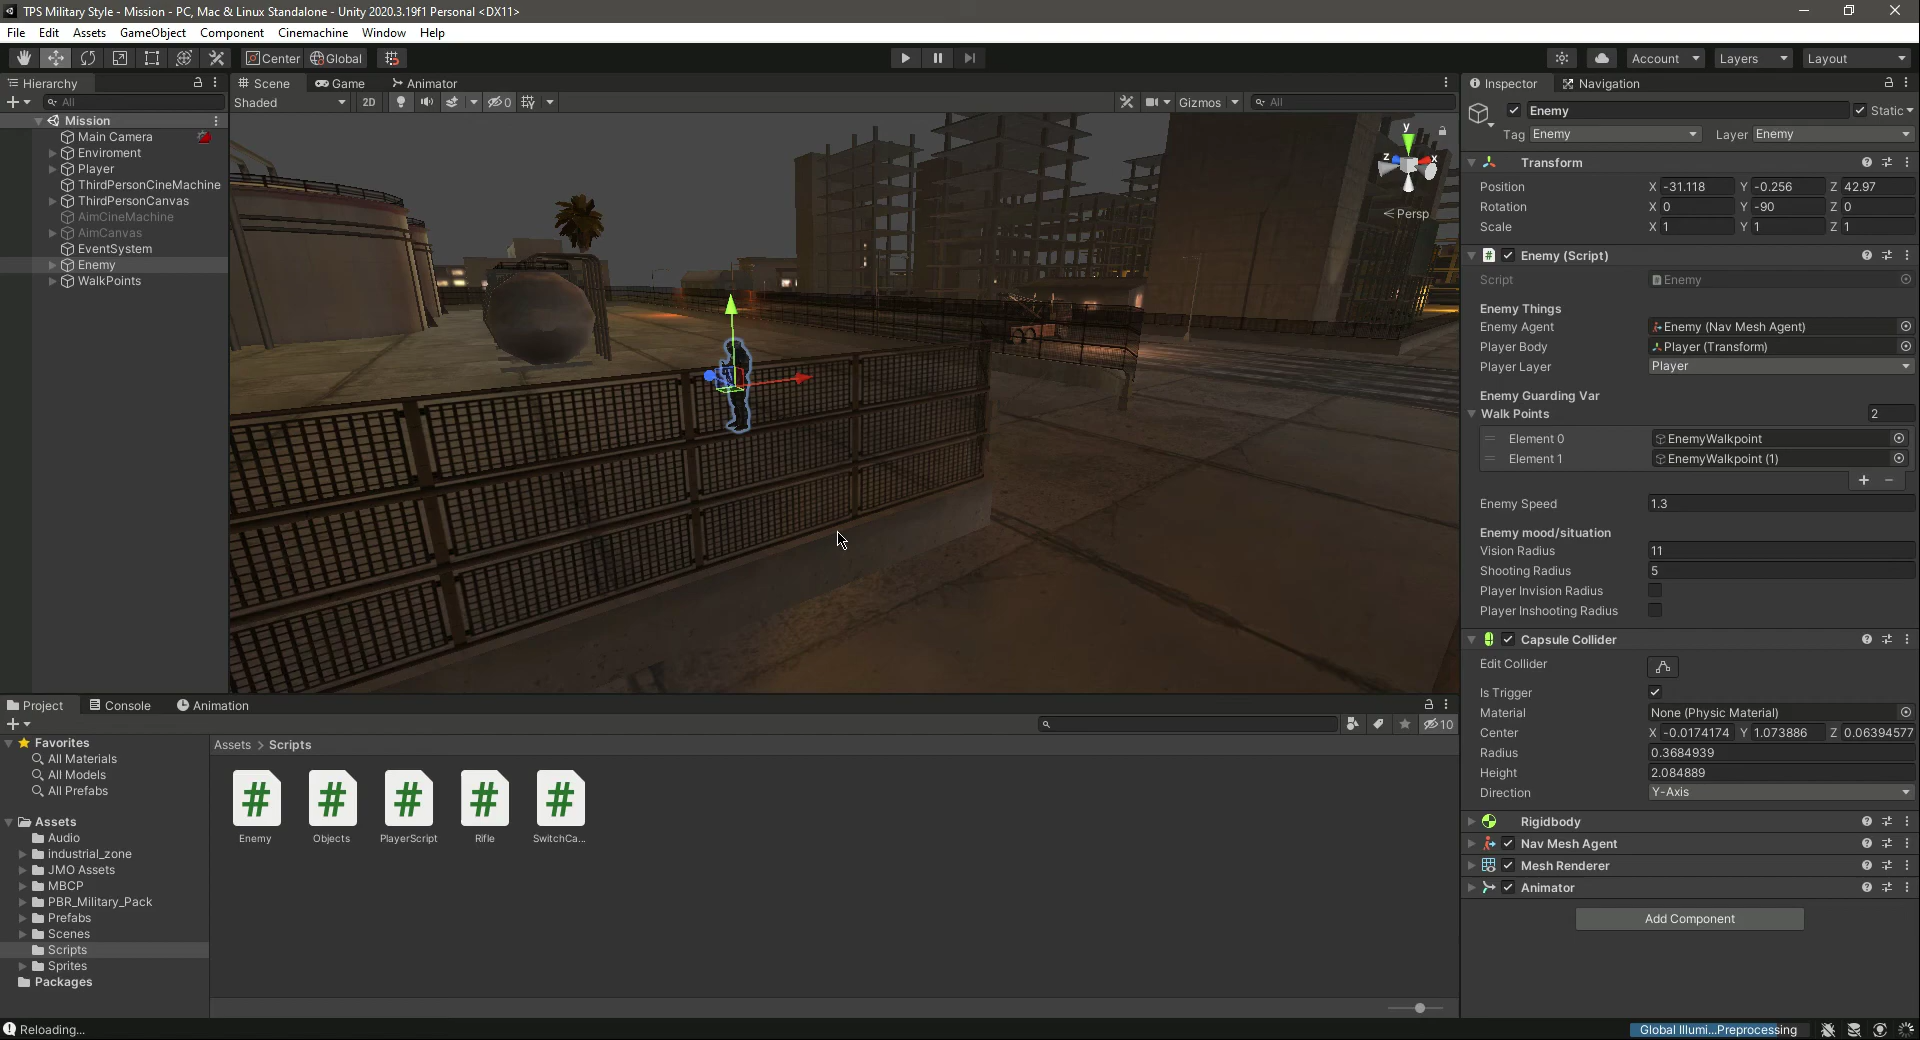 TPS Military Style - Mission - PC, Mac & Linux Standalone - Unity 2020.3.19f1 Personal <DX11>
File Edit Assets GameObject Component Cinemachine Window Help
Center Global Account Layers Layout
Hierarchy
All
Mission
Main Camera
Enviroment
Player
ThirdPersonCineMachine
ThirdPersonCanvas
AimCineMachine
AimCanvas
EventSystem
Enemy
WalkPoints
Scene Game Animator
Shaded 2D 0 Gizmos All
y
z x
Persp
Inspector Navigation
Enemy Static
Tag Enemy Layer Enemy
Transform
Position X -31.118 Y -0.256 Z 42.97
Rotation X 0 Y -90 Z 0
Scale X 1 Y 1 Z 1
Enemy (Script)
Script Enemy
Enemy Things
Enemy Agent Enemy (Nav Mesh Agent)
Player Body Player (Transform)
Player Layer Player
Enemy Guarding Var
Walk Points 2
Element 0 EnemyWalkpoint
Element 1 EnemyWalkpoint (1)
Enemy Speed 1.3
Enemy mood/situation
Vision Radius 11
Shooting Radius 5
Player Invision Radius
Player Inshooting Radius
Capsule Collider
Edit Collider
Is Trigger
Material None (Physic Material)
Center X -0.0174174 Y 1.073886 Z 0.06394577
Radius 0.3684939
Height 2.084889
Direction Y-Axis
Rigidbody
Nav Mesh Agent
Mesh Renderer
Animator
Add Component
Project Console Animation
10
Favorites
All Materials
All Models
All Prefabs
Assets
Audio
industrial_zone
JMO Assets
MBCP
PBR_Military_Pack
Prefabs
Scenes
Scripts
Sprites
Packages
Assets > Scripts
Enemy Objects PlayerScript Rifle SwitchCa...
Reloading...
Global Illumi...Preprocessing